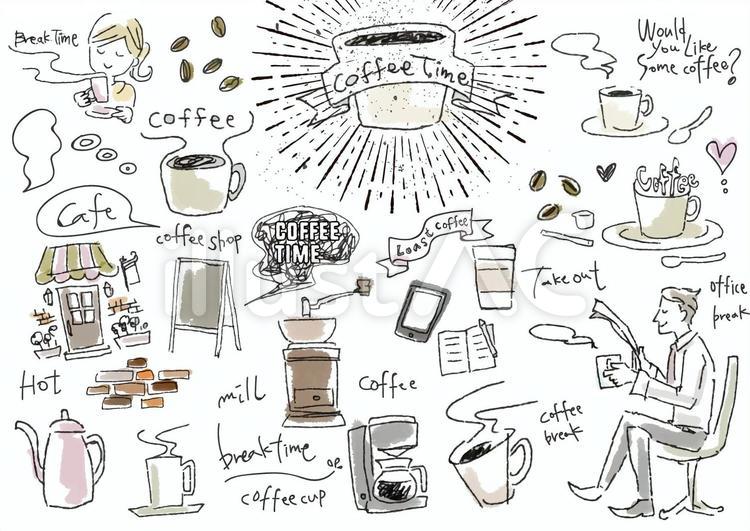 Break Time
Coffee Time
Would
You Like
Some coffee?
coffee
Coffee
Cafe
coffee shop
COFFEE
TIME
Roast coffee
Take out
office
break
Hot
mill
Coffee
coffee
break
break time
coffee cup
illustAC